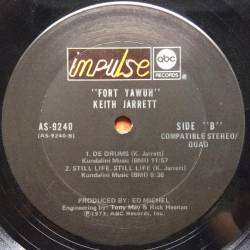 impulse
abc
RECORDS
"FORT YAWUH"
KEITH JARRETT
AS-9240
(AS-9240-B)
SIDE "B"
COMPATIBLE STEREO/
QUAD
1. DE DRUMS (K. Jarrett)
Kundalini Music (BMI) 11:57
2. STILL LIFE, STILL LIFE (K. Jarrett)
Kundalini Music (BMI) 8:36
PRODUCED BY: ED MICHEL
Engineering by: Tony May & Rick Heenan
©1973, ABC Records, Inc.